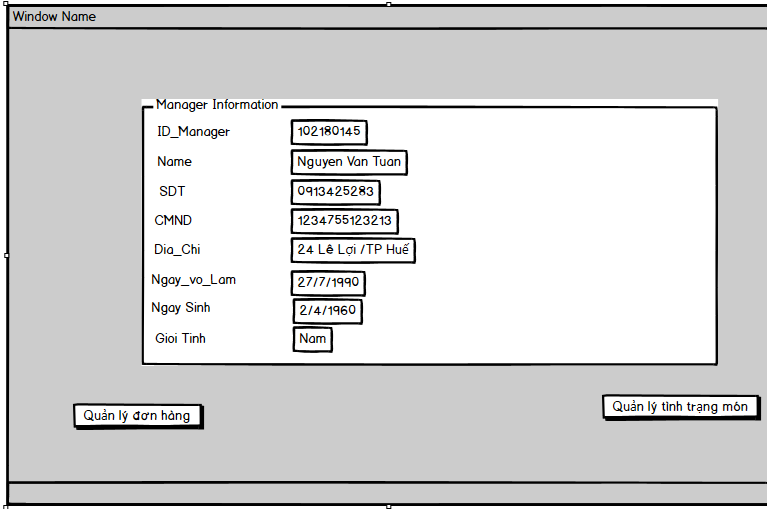 Window Name
Manager Information
ID_Manager 102180145
Name Nguyen Van Tuan
SDT 0913425283
CMND 1234755123213
Dia_Chi 24 Lê Lợi /TP Huế
Ngay_vo_Lam 27/7/1990
Ngay Sinh 2/4/1960
Gioi Tinh Nam
Quản lý đơn hàng Quản lý tình trạng món